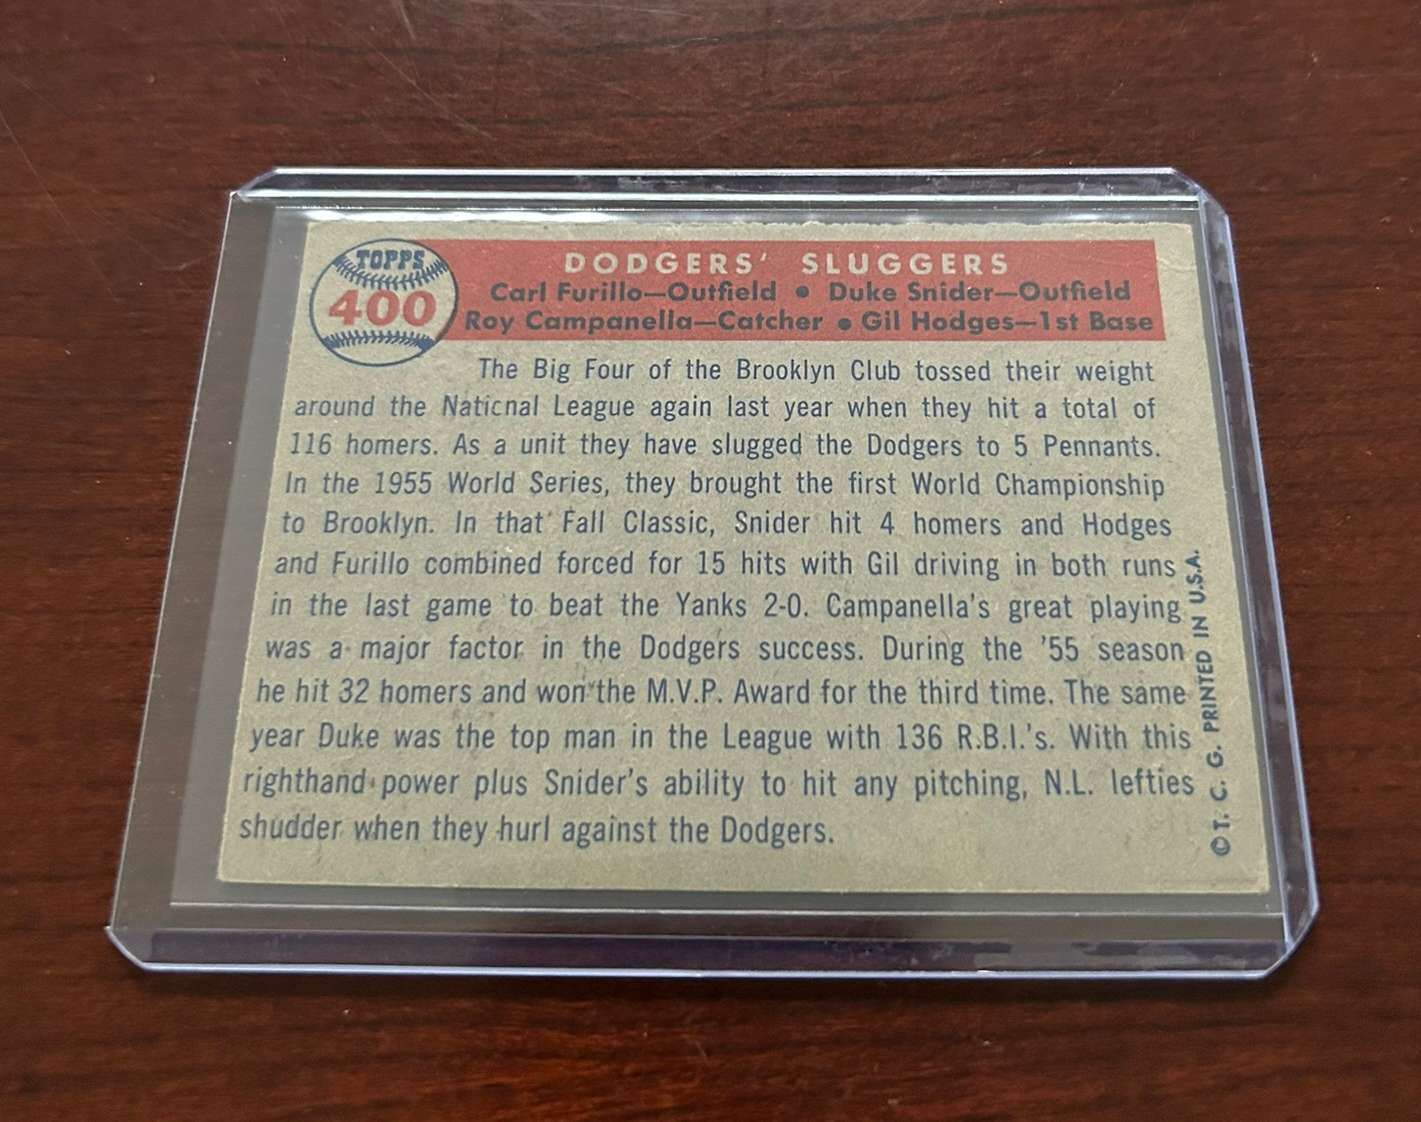 TOPPS
400
DODGERS' SLUGGERS
Carl Furillo—Outfield • Duke Snider—Outfield
Roy Campanella—Catcher • Gil Hodges—1st Base
The Big Four of the Brooklyn Club tossed their weight
around the National League again last year when they hit a total of
116 homers. As a unit they have slugged the Dodgers to 5 Pennants.
In the 1955 World Series, they brought the first World Championship
to Brooklyn. In that Fall Classic, Snider hit 4 homers and Hodges
and Furillo combined forced for 15 hits with Gil driving in both runs
in the last game to beat the Yanks 2-0. Campanella's great playing
was a major factor in the Dodgers success. During the '55 season
he hit 32 homers and won the M.V.P. Award for the third time. The same
year Duke was the top man in the League with 136 R.B.I.'s. With this
righthand power plus Snider's ability to hit any pitching, N.L. lefties
shudder when they hurl against the Dodgers.
© T. C. G. PRINTED IN U.S.A.